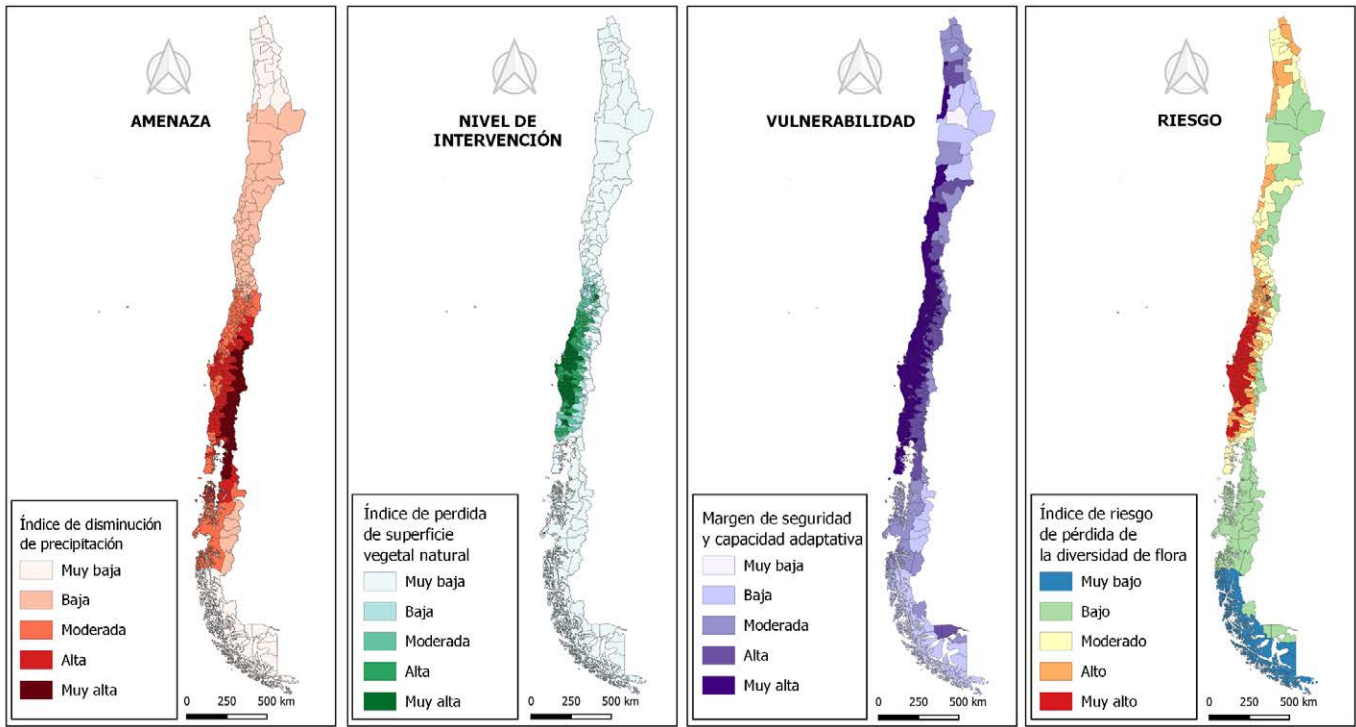 AMENAZA
Índice de disminución
de precipitación
Muy baja
Baja
Moderada
Alta
Muy alta
0 250 500 km
NIVEL DE
INTERVENCIÓN
Índice de perdida
de superficie
vegetal natural
Muy baja
Baja
Moderada
Alta
Muy alta
0 250 500 km
VULNERABILIDAD
Margen de seguridad
y capacidad adaptativa
Muy baja
Baja
Moderada
Alta
Muy alta
0 250 500 km
RIESGO
Índice de riesgo
de pérdida de
la diversidad de flora
Muy bajo
Bajo
Moderado
Alto
Muy alto
0 250 500 km